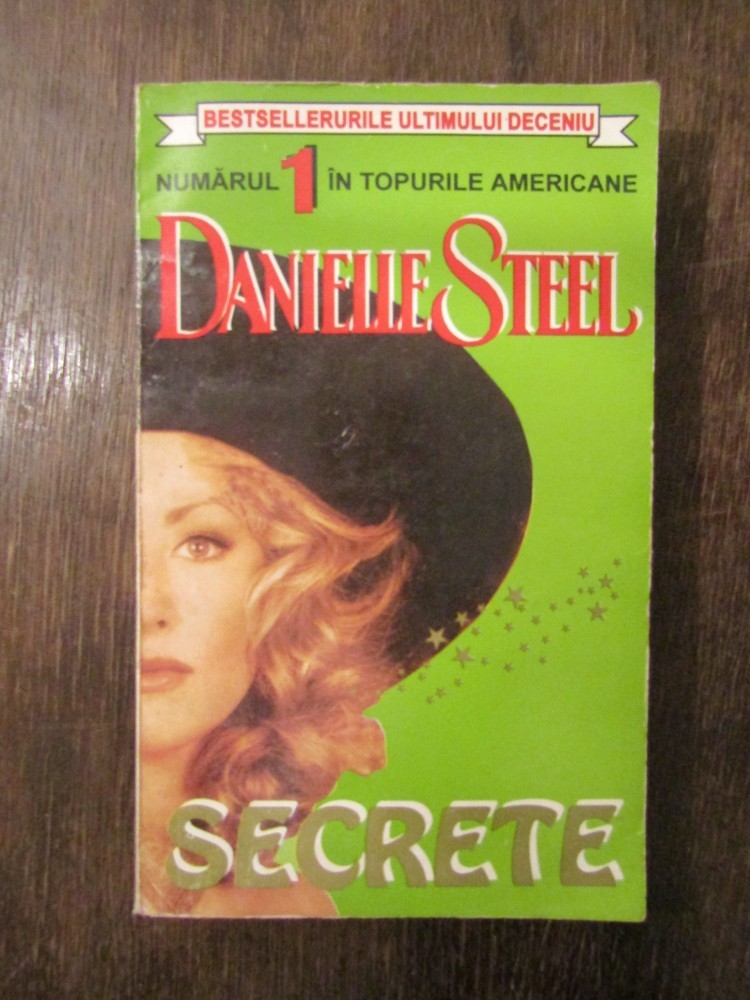 BESTSELLERURILE ULTIMULUI DECENIU
NUMĂRUL 1 ÎN TOPURILE AMERICANE
DANIELLE STEEL
SECRETE